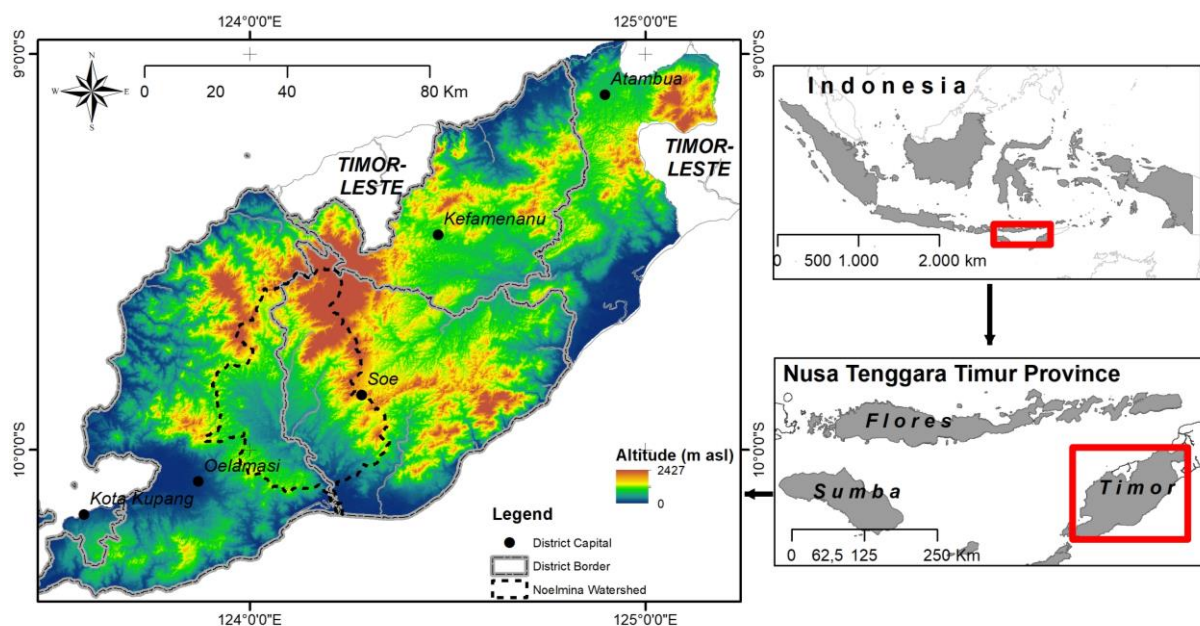 124°0'0"E
125°0'0"E
9°0'0"S
9°0'0"S
N
W
E
S
0
20
40
80 Km
Atambua
TIMOR-
LESTE
TIMOR-
LESTE
Kefamenanu
Soe
10°0'0"S
10°0'0"S
Oelamasi
Kota Kupang
Altitude (m asl)
2427
0
Legend
District Capital
District Border
Noelmina Watershed
124°0'0"E
125°0'0"E
Indonesia
0
500
1.000
2.000 km
Nusa Tenggara Timur Province
Flores
Sumba
Timor
0
62,5
125
250 Km